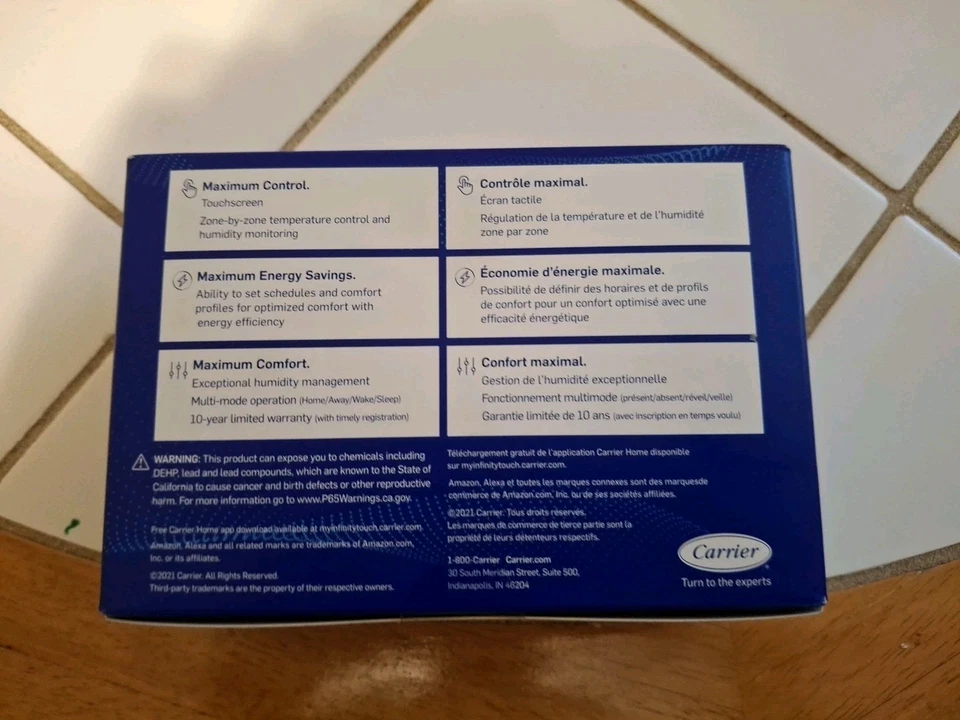 Maximum Control.
Touchscreen
Zone-by-zone temperature control and
humidity monitoring
Maximum Energy Savings.
Ability to set schedules and comfort
profiles for optimized comfort with
energy efficiency
Maximum Comfort.
Exceptional humidity management
Multi-mode operation (Home/Away/Wake/Sleep)
10-year limited warranty (with timely registration)
WARNING: This product can expose you to chemicals including
DEHP, lead and lead compounds, which are known to the State of
California to cause cancer and birth defects or other reproductive
harm. For more information go to www.P65Warnings.ca.gov.
Free Carrier Home app download available at myinfinitytouch.carrier.com.
Amazon, Alexa and all related marks are trademarks of Amazon.com,
Inc. or its affiliates.
©2021 Carrier. All Rights Reserved.
Third-party trademarks are the property of their respective owners.
Contrôle maximal.
Écran tactile
Régulation de la température et de l'humidité
zone par zone
Économie d'énergie maximale.
Possibilité de définir des horaires et de profils
de confort pour un confort optimisé avec une
efficacité énergétique
Confort maximal.
Gestion de l'humidité exceptionnelle
Fonctionnement multimode (présent/absent/réveil/veille)
Garantie limitée de 10 ans (avec inscription en temps voulu)
Téléchargement gratuit de l'application Carrier Home disponible
sur myinfinitytouch.carrier.com.
Amazon, Alexa et toutes les marques connexes sont des marquesde
commerce de Amazon.com, Inc. ou de ses sociétés affiliées.
©2021 Carrier. Tous droits réservés.
Les marques de commerce de tierce partie sont la
propriété de leurs détenteurs respectifs.
1-800-Carrier Carrier.com
30 South Meridian Street, Suite 500,
Indianapolis, IN 46204
Carrier
Turn to the experts